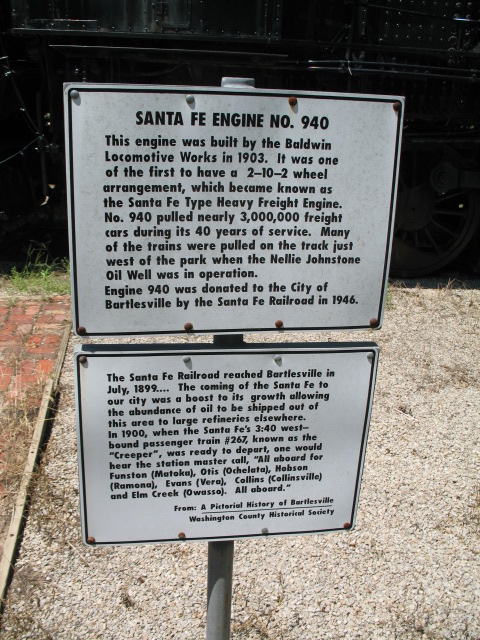 SANTA FE ENGINE NO. 940
This engine was built by the Baldwin
Locomotive Works in 1903. It was one
of the first to have a 2-10-2 wheel
arrangement, which became known as
the Santa Fe Type Heavy Freight Engine.
No. 940 pulled nearly 3,000,000 freight
cars during its 40 years of service. Many
of the trains were pulled on the track just
west of the park when the Nellie Johnstone
Oil Well was in operation.
Engine 940 was donated to the City of
Bartlesville by the Santa Fe Railroad in 1946.
The Santa Fe Railroad reached Bartlesville in
July, 1899.... The coming of the Santa Fe to
our city was a boost to its growth allowing
the abundance of oil to be shipped out of
this area to large refineries elsewhere.
In 1900, when the Santa Fe's 3:40 west-
bound passenger train #267, known as the
"Creeper", was ready to depart, one would
hear the station master call, "All aboard for
Funston (Matoka), Otis (Ochelata), Hobson
(Ramona), Evans (Vera), Collins (Collinsville)
and Elm Creek (Owasso). All aboard."
From: A Pictorial History of Bartlesville
Washington County Historical Society